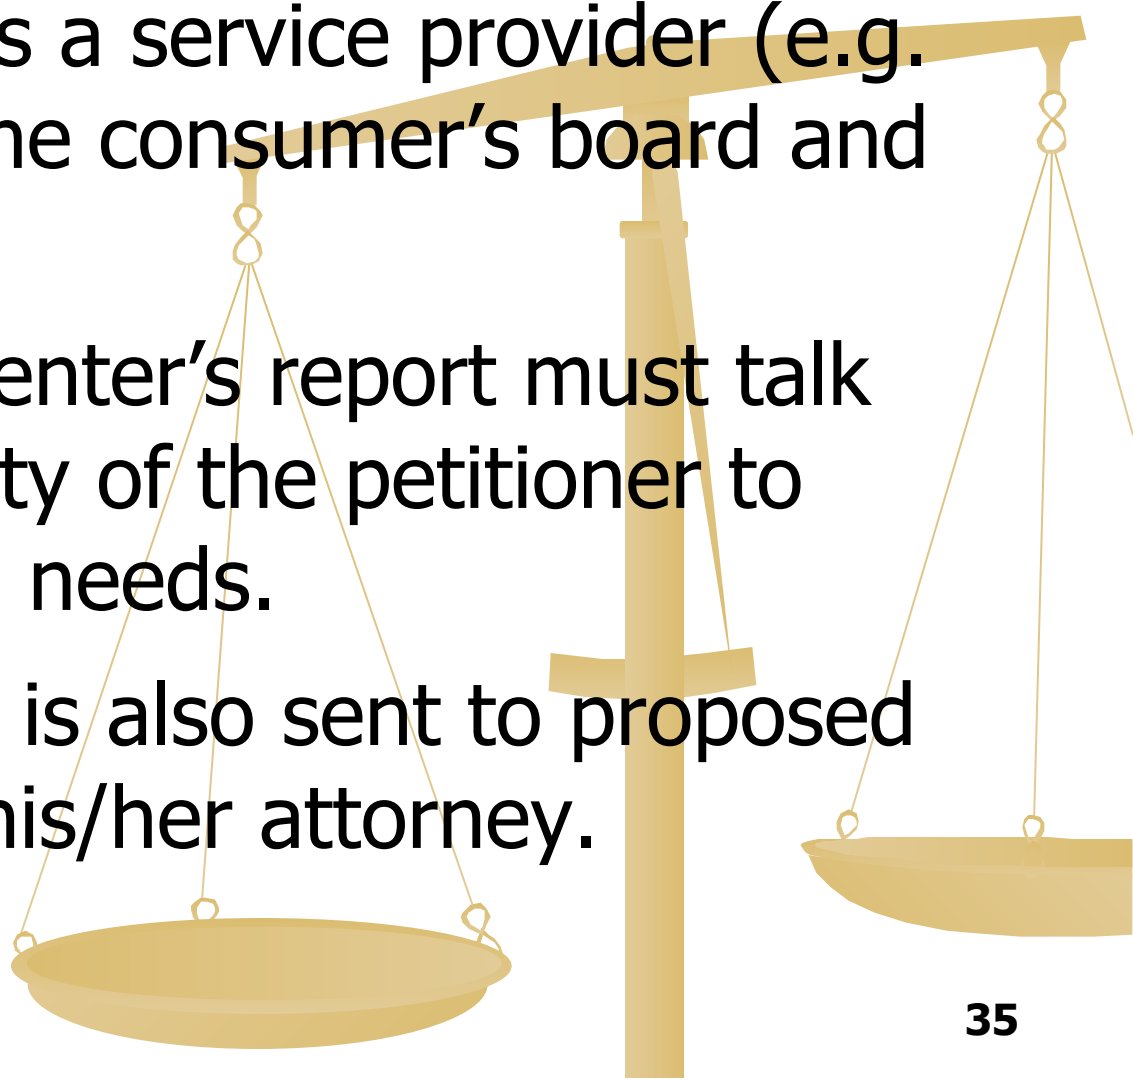 s a service provider (e.g.
he consumer’s board and
enter’s report must talk
ty of the petitioner to
needs.
is also sent to proposed
his/her attorney.
35